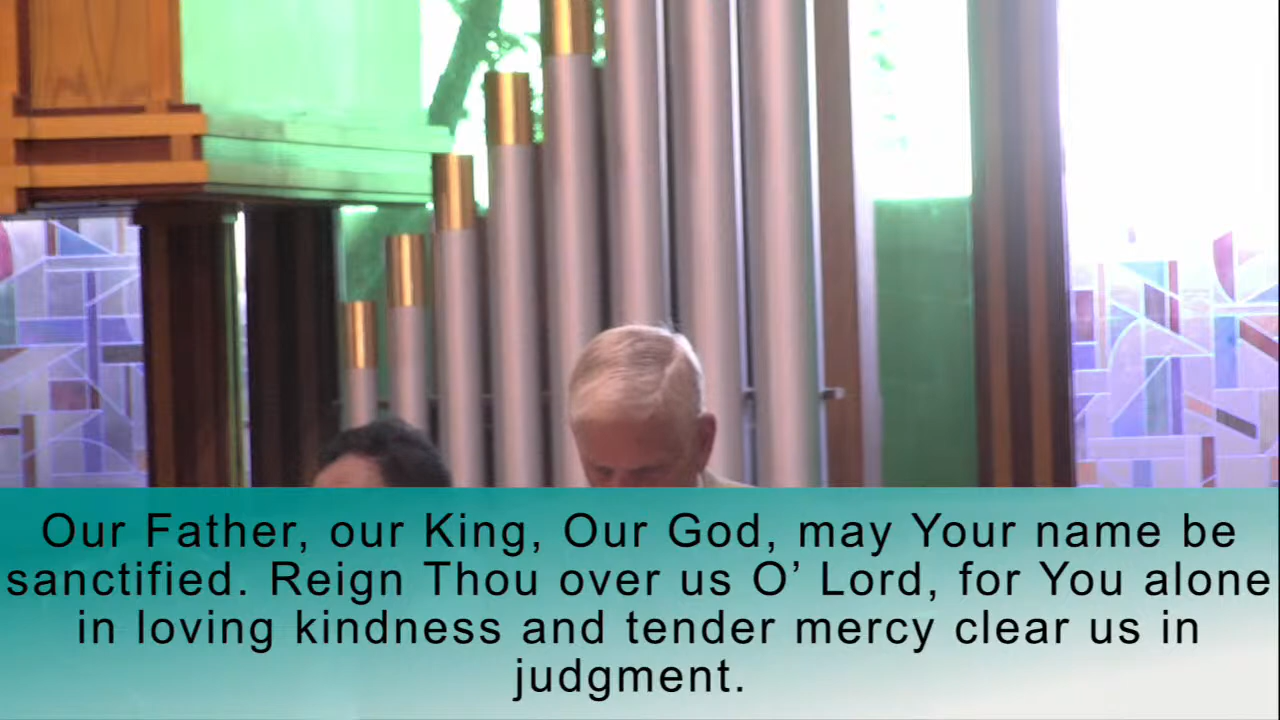 Our Father, our King, Our God, may Your name be
sanctified. Reign Thou over us O’ Lord, for You alone
in loving kindness and tender mercy clear us in
judgment.